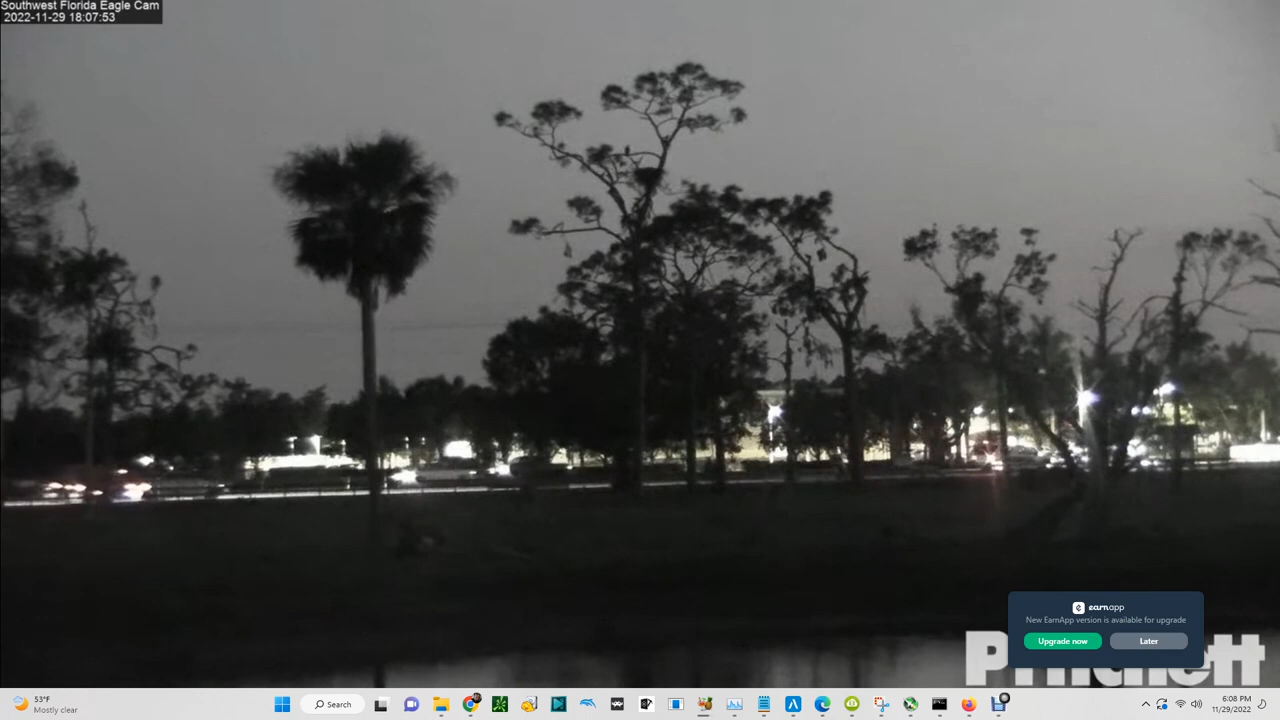 Southwest Florida Eagle Cam
2022-11-29 18:07:53
earnapp
New EarnApp version is available for upgrade
Upgrade now
Later
53°F
Mostly clear
Search
6:08 PM
11/29/2022